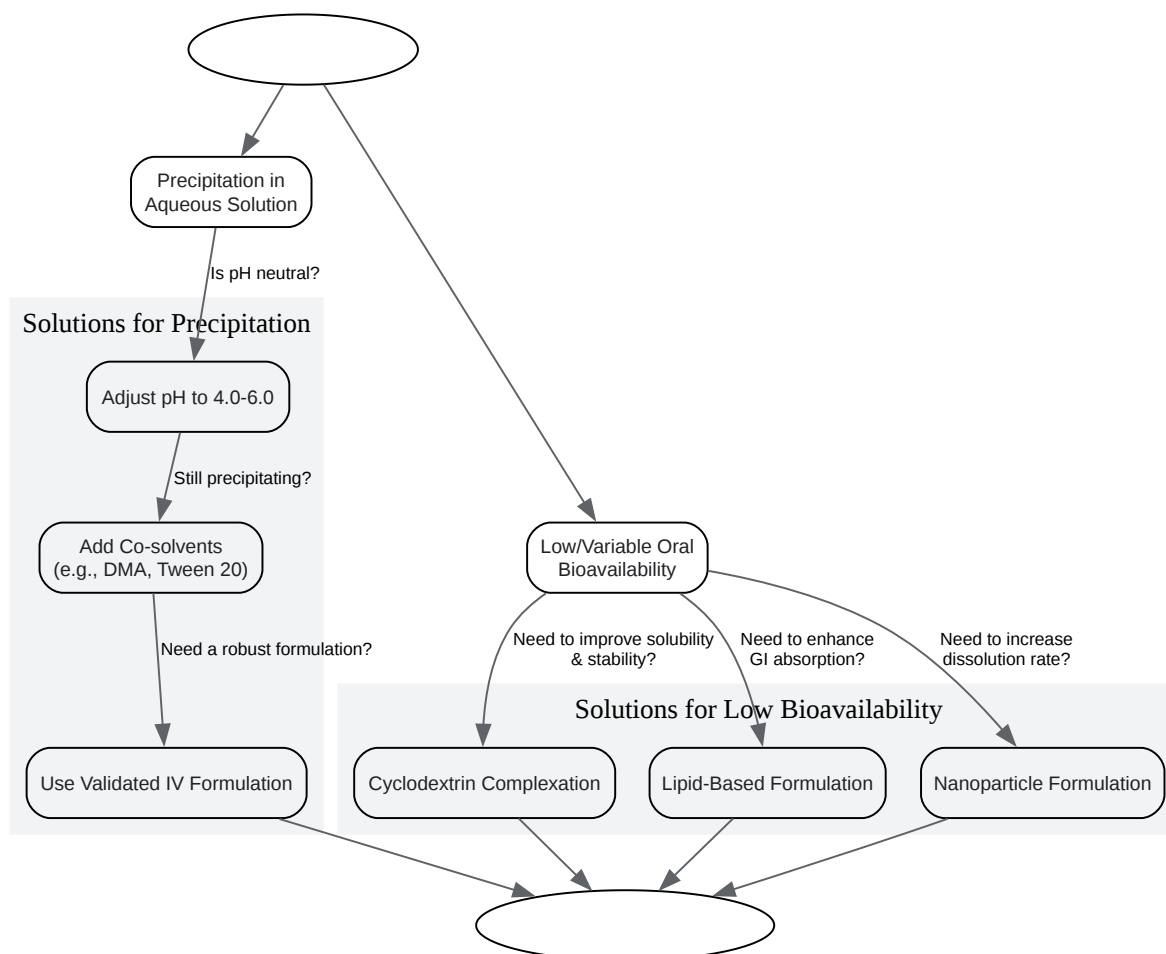 Precipitation in
Aqueous Solution
Is pH neutral?
Solutions for Precipitation
Adjust pH to 4.0-6.0
Still precipitating?
Add Co-solvents
(e.g., DMA, Tween 20)
Need a robust formulation?
Use Validated IV Formulation
Low/Variable Oral
Bioavailability
Need to improve solubility
& stability?
Need to enhance
GI absorption?
Need to increase
dissolution rate?
Solutions for Low Bioavailability
Cyclodextrin Complexation
Lipid-Based Formulation
Nanoparticle Formulation